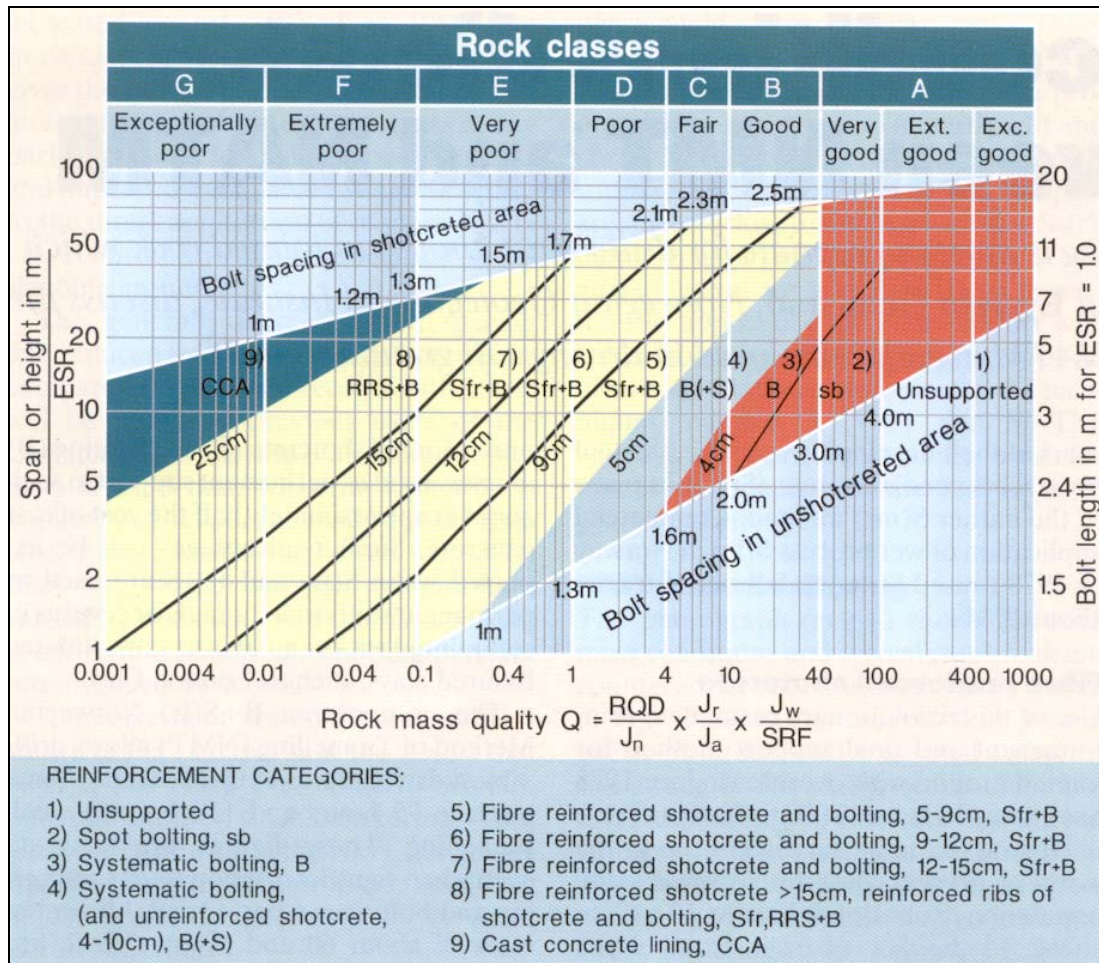 Rock classes
G F E D C B A
Exceptionally poor
Extremely poor
Very poor
Poor
Fair
Good
Very good
Ext. good
Exc. good
Span or height in m
ESR
100
50
20
10
5
2
1
Bolt length in m for ESR = 1.0
20
11
7
5
3
2.4
1.5
Bolt spacing in shotcreted area
1m
1.2m
1.3m
1.5m
1.7m
2.1m
2.3m
2.5m
9) 8) 7) 6) 5) 4) 3) 2) 1)
CCA RRS+B Sfr+B Sfr+B Sfr+B B(+S) B sb Unsupported
25cm
15cm
12cm
9cm
5cm
4cm
4.0m
3.0m
2.0m
1.6m
1.3m
1m
Bolt spacing in unshotcreted area
0.001 0.004 0.01 0.04 0.1 0.4 1 4 10 40 100 400 1000
Rock mass quality Q = RQD/Jn x Jr/Ja x Jw/SRF
REINFORCEMENT CATEGORIES:
1) Unsupported
2) Spot bolting, sb
3) Systematic bolting, B
4) Systematic bolting,
(and unreinforced shotcrete,
4-10cm), B(+S)
5) Fibre reinforced shotcrete and bolting, 5-9cm, Sfr+B
6) Fibre reinforced shotcrete and bolting, 9-12cm, Sfr+B
7) Fibre reinforced shotcrete and bolting, 12-15cm, Sfr+B
8) Fibre reinforced shotcrete >15cm, reinforced ribs of
shotcrete and bolting, Sfr,RRS+B
9) Cast concrete lining, CCA